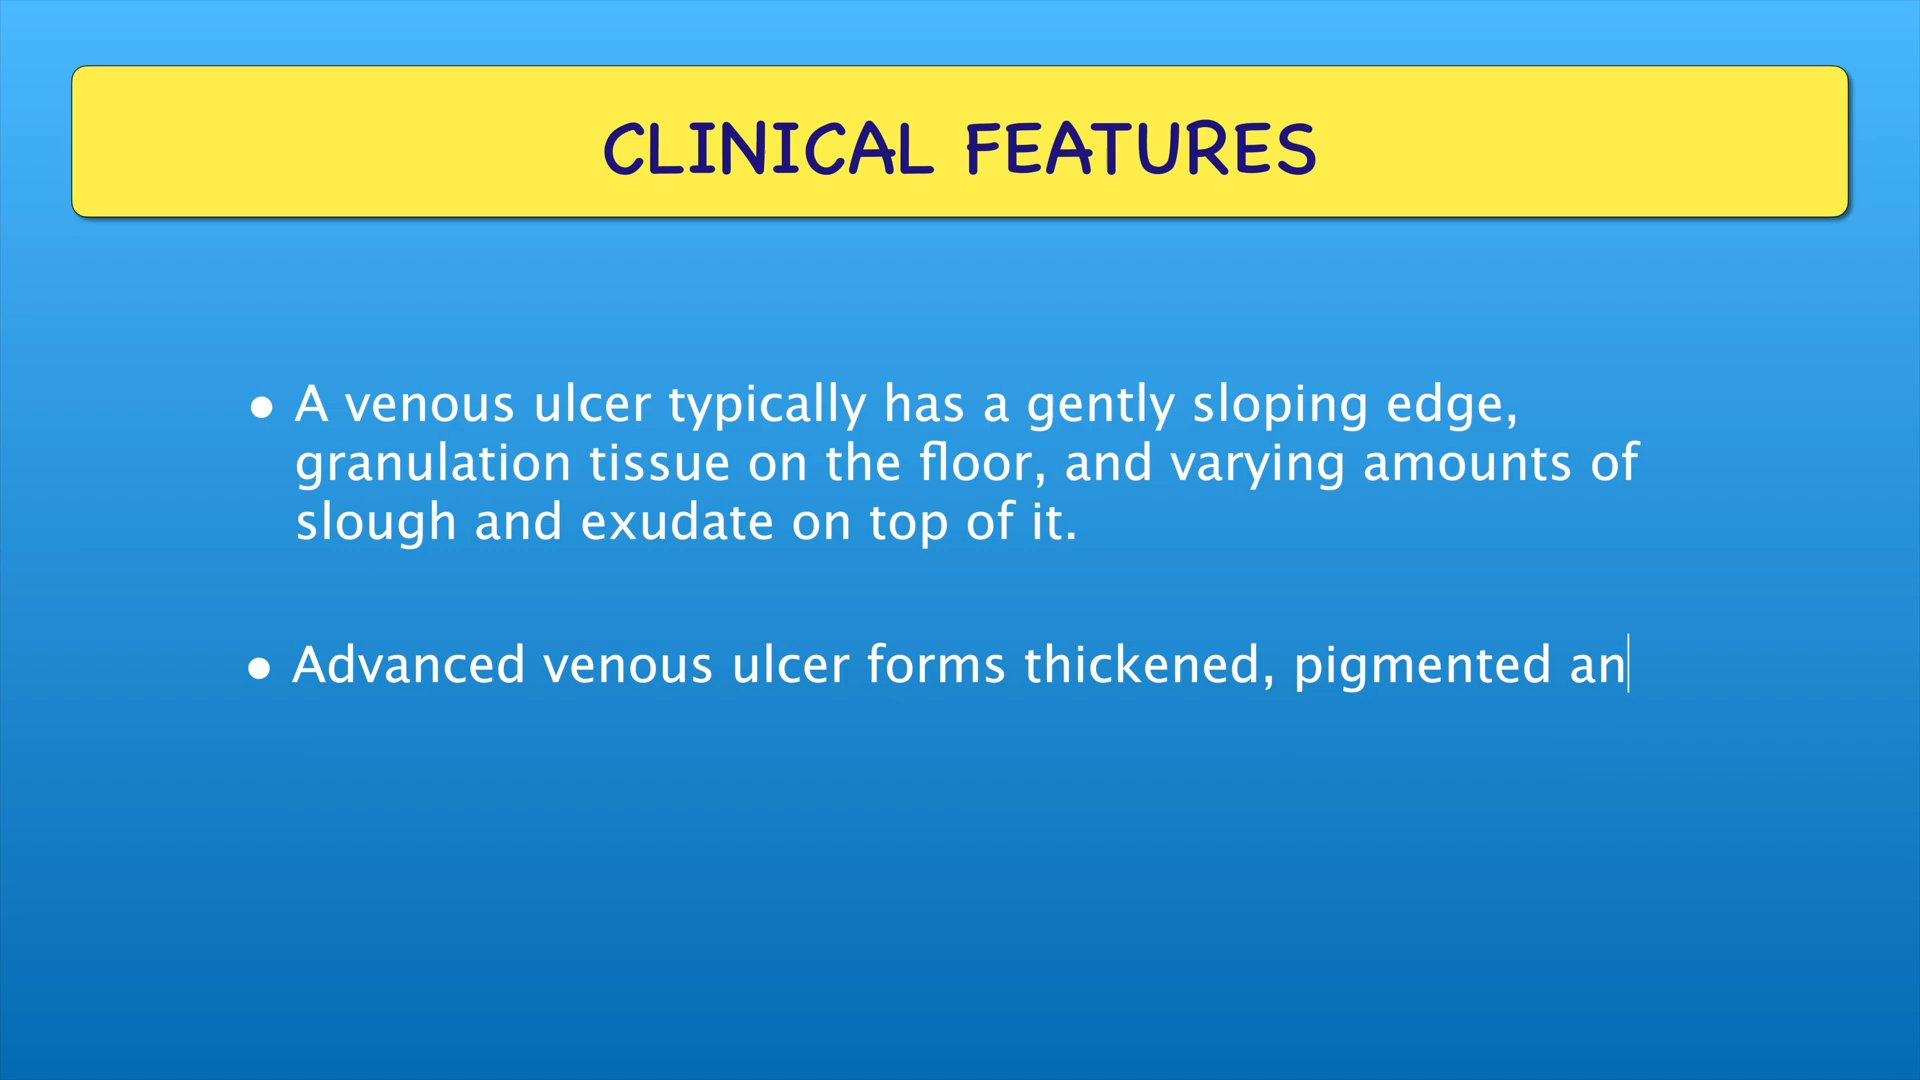 CLINICAL FEATURES
• A venous ulcer typically has a gently sloping edge,
granulation tissue on the floor, and varying amounts of
slough and exudate on top of it.
• Advanced venous ulcer forms thickened, pigmented an